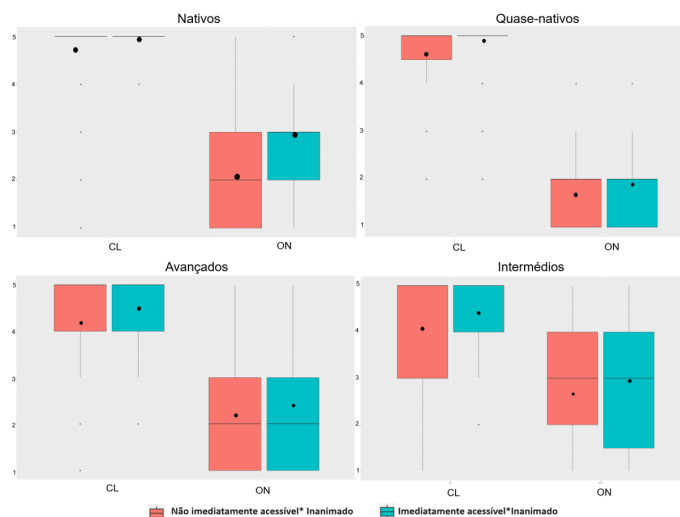 Nativos
5
4
3
2
1
CL ON
Quase-nativos
5
4
3
2
1
CL ON
Avançados
5
4
3
2
1
CL ON
Intermédios
5
4
3
2
1
CL ON
Não imediatamente acessível* Inanimado Imediatamente acessível*Inanimado